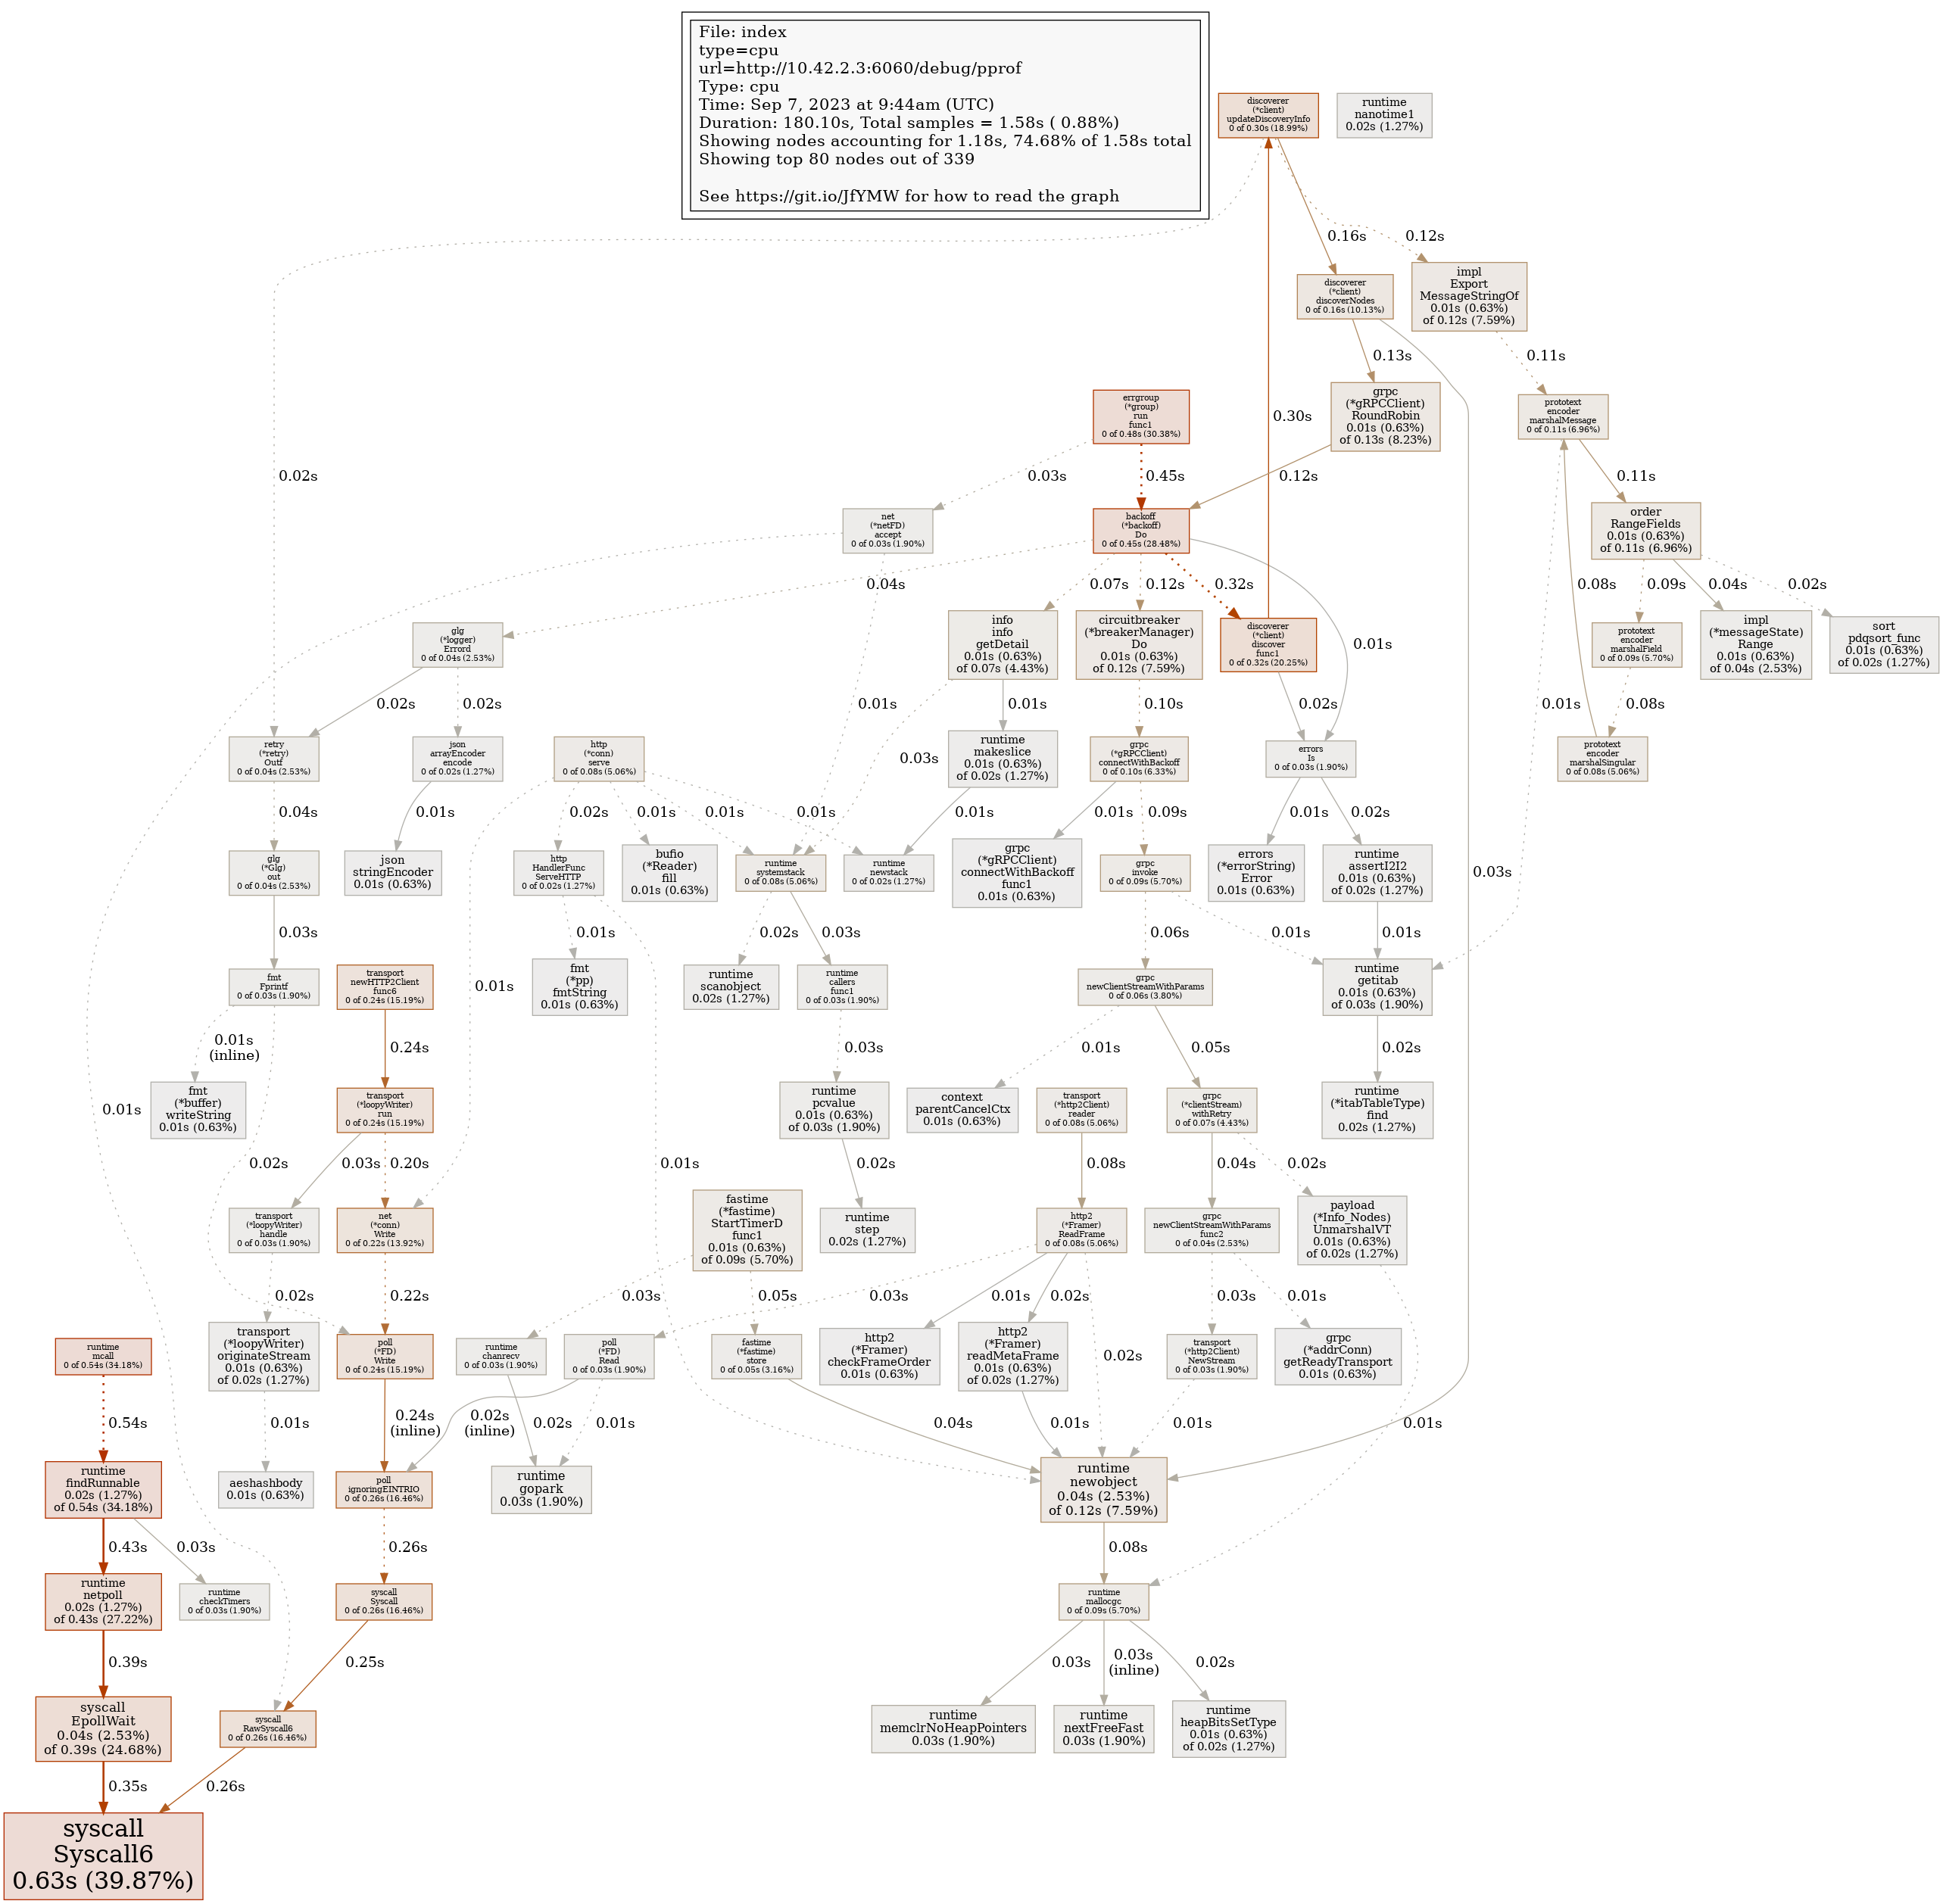 File: index
type=cpu
url=http://10.42.2.3:6060/debug/pprof
Type: cpu
Time: Sep 7, 2023 at 9:44am (UTC)
Duration: 180.10s, Total samples = 1.58s ( 0.88%)
Showing nodes accounting for 1.18s, 74.68% of 1.58s total
Showing top 80 nodes out of 339
See https://git.io/JfYMW for how to read the graph
discoverer
(*client)
updateDiscoveryInfo
0 of 0.30s (18.99%)
runtime
nanotime1
0.02s (1.27%)
0.16s
0.12s
discoverer
(*client)
discoverNodes
0 of 0.16s (10.13%)
impl
Export
MessageStringOf
0.01s (0.63%)
of 0.12s (7.59%)
0.13s
0.11s
errgroup
(*group)
run
func1
0 of 0.48s (30.38%)
0.30s
grpc
(*gRPCClient)
RoundRobin
0.01s (0.63%)
of 0.13s (8.23%)
prototext
encoder
marshalMessage
0 of 0.11s (6.96%)
0.02s
0.03s
0.45s
0.12s
0.11s
net
(*netFD)
accept
0 of 0.03s (1.90%)
backoff
(*backoff)
Do
0 of 0.45s (28.48%)
order
RangeFields
0.01s (0.63%)
of 0.11s (6.96%)
0.04s
0.07s
0.12s
0.32s
0.08s
0.09s
0.04s
0.02s
glg
(*logger)
Errord
0 of 0.04s (2.53%)
info
info
getDetail
0.01s (0.63%)
of 0.07s (4.43%)
circuitbreaker
(*breakerManager)
Do
0.01s (0.63%)
of 0.12s (7.59%)
discoverer
(*client)
discover
func1
0 of 0.32s (20.25%)
0.01s
prototext
encoder
marshalField
0 of 0.09s (5.70%)
impl
(*messageState)
Range
0.01s (0.63%)
of 0.04s (2.53%)
sort
pdqsort_func
0.01s (0.63%)
of 0.02s (1.27%)
0.02s
0.02s
0.01s
0.01s
0.10s
0.02s
0.01s
0.08s
retry
(*retry)
Outf
0 of 0.04s (2.53%)
json
arrayEncoder
encode
0 of 0.02s (1.27%)
http
(*conn)
serve
0 of 0.08s (5.06%)
0.03s
runtime
makeslice
0.01s (0.63%)
of 0.02s (1.27%)
grpc
(*gRPCClient)
connectWithBackoff
0 of 0.10s (6.33%)
errors
Is
0 of 0.03s (1.90%)
prototext
encoder
marshalSingular
0 of 0.08s (5.06%)
0.04s
0.01s
0.02s
0.01s
0.01s
0.01s
0.01s
0.01s
0.09s
0.01s
0.02s
glg
(*Glg)
out
0 of 0.04s (2.53%)
json
stringEncoder
0.01s (0.63%)
http
HandlerFunc
ServeHTTP
0 of 0.02s (1.27%)
bufio
(*Reader)
fill
0.01s (0.63%)
runtime
systemstack
0 of 0.08s (5.06%)
runtime
newstack
0 of 0.02s (1.27%)
grpc
(*gRPCClient)
connectWithBackoff
func1
0.01s (0.63%)
grpc
invoke
0 of 0.09s (5.70%)
errors
(*errorString)
Error
0.01s (0.63%)
runtime
assertI2I2
0.01s (0.63%)
of 0.02s (1.27%)
0.03s
0.03s
0.01s
0.02s
0.03s
0.06s
0.01s
0.01s
fmt
Fprintf
0 of 0.03s (1.90%)
transport
newHTTP2Client
func6
0 of 0.24s (15.19%)
0.01s
fmt
(*pp)
fmtString
0.01s (0.63%)
runtime
scanobject
0.02s (1.27%)
runtime
callers
func1
0 of 0.03s (1.90%)
grpc
newClientStreamWithParams
0 of 0.06s (3.80%)
runtime
getitab
0.01s (0.63%)
of 0.03s (1.90%)
0.01s
(inline)
0.24s
0.03s
0.01s
0.05s
0.02s
0.01s
fmt
(*buffer)
writeString
0.01s (0.63%)
transport
(*loopyWriter)
run
0 of 0.24s (15.19%)
runtime
pcvalue
0.01s (0.63%)
of 0.03s (1.90%)
context
parentCancelCtx
0.01s (0.63%)
transport
(*http2Client)
reader
0 of 0.08s (5.06%)
grpc
(*clientStream)
withRetry
0 of 0.07s (4.43%)
runtime
(*itabTableType)
find
0.02s (1.27%)
0.02s
0.03s
0.20s
0.01s
0.02s
0.08s
0.04s
0.02s
transport
(*loopyWriter)
handle
0 of 0.03s (1.90%)
net
(*conn)
Write
0 of 0.22s (13.92%)
fastime
(*fastime)
StartTimerD
func1
0.01s (0.63%)
of 0.09s (5.70%)
runtime
step
0.02s (1.27%)
http2
(*Framer)
ReadFrame
0 of 0.08s (5.06%)
grpc
newClientStreamWithParams
func2
0 of 0.04s (2.53%)
payload
(*Info_Nodes)
UnmarshalVT
0.01s (0.63%)
of 0.02s (1.27%)
0.02s
0.22s
0.03s
0.05s
0.03s
0.01s
0.02s
0.03s
0.01s
runtime
mcall
0 of 0.54s (34.18%)
transport
(*loopyWriter)
originateStream
0.01s (0.63%)
of 0.02s (1.27%)
poll
(*FD)
Write
0 of 0.24s (15.19%)
runtime
chanrecv
0 of 0.03s (1.90%)
poll
(*FD)
Read
0 of 0.03s (1.90%)
fastime
(*fastime)
store
0 of 0.05s (3.16%)
http2
(*Framer)
checkFrameOrder
0.01s (0.63%)
http2
(*Framer)
readMetaFrame
0.01s (0.63%)
of 0.02s (1.27%)
0.02s
transport
(*http2Client)
NewStream
0 of 0.03s (1.90%)
grpc
(*addrConn)
getReadyTransport
0.01s (0.63%)
0.54s
0.01s
0.24s
(inline)
0.02s
(inline)
0.02s
0.01s
0.04s
0.01s
0.01s
0.01s
runtime
findRunnable
0.02s (1.27%)
of 0.54s (34.18%)
aeshashbody
0.01s (0.63%)
poll
ignoringEINTRIO
0 of 0.26s (16.46%)
runtime
gopark
0.03s (1.90%)
runtime
newobject
0.04s (2.53%)
of 0.12s (7.59%)
0.43s
0.03s
0.26s
0.08s
runtime
netpoll
0.02s (1.27%)
of 0.43s (27.22%)
runtime
checkTimers
0 of 0.03s (1.90%)
syscall
Syscall
0 of 0.26s (16.46%)
runtime
mallocgc
0 of 0.09s (5.70%)
0.39s
0.25s
0.03s
0.03s
(inline)
0.02s
syscall
EpollWait
0.04s (2.53%)
of 0.39s (24.68%)
syscall
RawSyscall6
0 of 0.26s (16.46%)
runtime
memclrNoHeapPointers
0.03s (1.90%)
runtime
nextFreeFast
0.03s (1.90%)
runtime
heapBitsSetType
0.01s (0.63%)
of 0.02s (1.27%)
0.35s
0.26s
syscall
Syscall6
0.63s (39.87%)